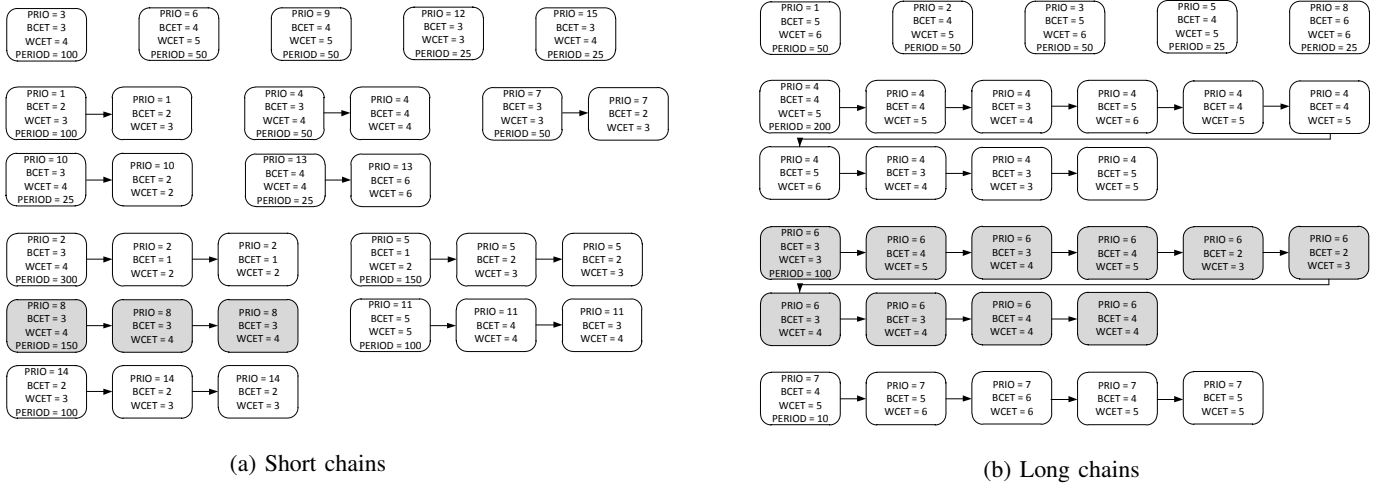 PRIO = 3
BCET = 3
WCET = 4
PERIOD = 100
PRIO = 6
BCET = 4
WCET = 5
PERIOD = 50
PRIO = 9
BCET = 4
WCET = 5
PERIOD = 50
PRIO = 12
BCET = 3
WCET = 3
PERIOD = 25
PRIO = 15
BCET = 3
WCET = 4
PERIOD = 25
PRIO = 1
BCET = 2
WCET = 3
PERIOD = 100
PRIO = 1
BCET = 2
WCET = 3
PRIO = 4
BCET = 3
WCET = 4
PERIOD = 50
PRIO = 4
BCET = 4
WCET = 4
PRIO = 7
BCET = 3
WCET = 3
PERIOD = 50
PRIO = 7
BCET = 2
WCET = 3
PRIO = 10
BCET = 3
WCET = 4
PERIOD = 25
PRIO = 10
BCET = 2
WCET = 2
PRIO = 13
BCET = 4
WCET = 4
PERIOD = 25
PRIO = 13
BCET = 6
WCET = 6
PRIO = 2
BCET = 3
WCET = 4
PERIOD = 300
PRIO = 2
BCET = 1
WCET = 2
PRIO = 2
BCET = 1
WCET = 2
PRIO = 5
BCET = 1
WCET = 2
PERIOD = 150
PRIO = 5
BCET = 2
WCET = 3
PRIO = 5
BCET = 2
WCET = 3
PRIO = 8
BCET = 3
WCET = 4
PERIOD = 150
PRIO = 8
BCET = 3
WCET = 4
PRIO = 8
BCET = 3
WCET = 4
PRIO = 11
BCET = 5
WCET = 5
PERIOD = 100
PRIO = 11
BCET = 4
WCET = 4
PRIO = 11
BCET = 3
WCET = 4
PRIO = 14
BCET = 2
WCET = 3
PERIOD = 100
PRIO = 14
BCET = 2
WCET = 3
PRIO = 14
BCET = 2
WCET = 3
(a) Short chains
PRIO = 1
BCET = 5
WCET = 6
PERIOD = 50
PRIO = 2
BCET = 4
WCET = 5
PERIOD = 50
PRIO = 3
BCET = 5
WCET = 6
PERIOD = 50
PRIO = 5
BCET = 4
WCET = 5
PERIOD = 25
PRIO = 8
BCET = 6
WCET = 6
PERIOD = 25
PRIO = 4
BCET = 4
WCET = 5
PERIOD = 200
PRIO = 4
BCET = 4
WCET = 5
PRIO = 4
BCET = 3
WCET = 4
PRIO = 4
BCET = 5
WCET = 6
PRIO = 4
BCET = 4
WCET = 5
PRIO = 4
BCET = 4
WCET = 5
PRIO = 4
BCET = 5
WCET = 6
PRIO = 4
BCET = 3
WCET = 4
PRIO = 4
BCET = 3
WCET = 3
PRIO = 4
BCET = 5
WCET = 5
PRIO = 6
BCET = 3
WCET = 3
PERIOD = 100
PRIO = 6
BCET = 4
WCET = 5
PRIO = 6
BCET = 3
WCET = 4
PRIO = 6
BCET = 4
WCET = 5
PRIO = 6
BCET = 2
WCET = 3
PRIO = 6
BCET = 2
WCET = 3
PRIO = 6
BCET = 3
WCET = 4
PRIO = 6
BCET = 3
WCET = 4
PRIO = 6
BCET = 4
WCET = 4
PRIO = 6
BCET = 4
WCET = 4
PRIO = 7
BCET = 4
WCET = 5
PERIOD = 10
PRIO = 7
BCET = 5
WCET = 6
PRIO = 7
BCET = 6
WCET = 6
PRIO = 7
BCET = 4
WCET = 5
PRIO = 7
BCET = 5
WCET = 5
(b) Long chains